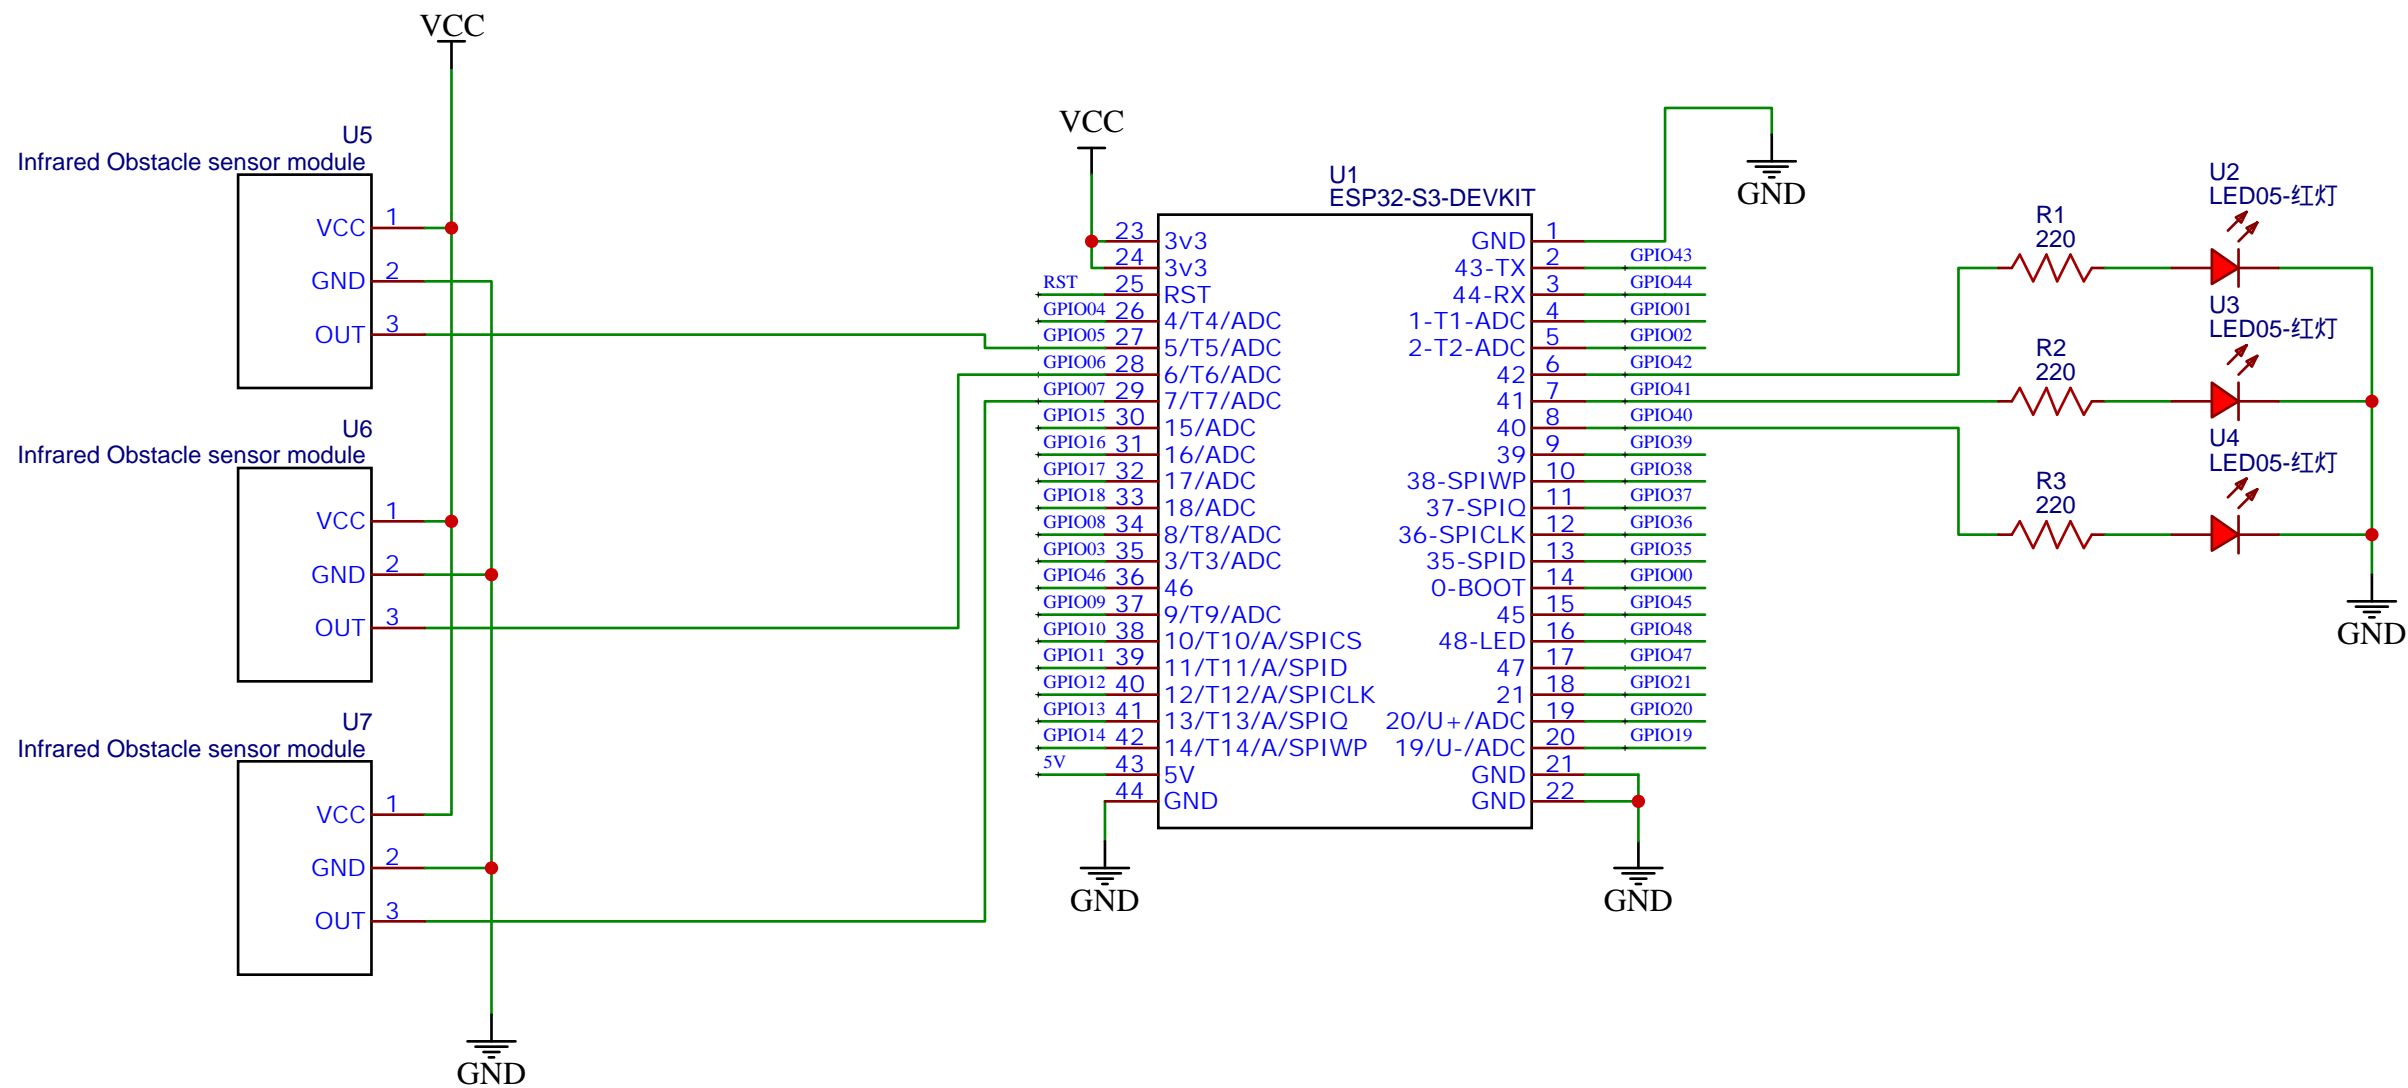 VCC
U5
Infrared Obstacle sensor module
VCC 1
GND 2
OUT 3
U6
Infrared Obstacle sensor module
VCC 1
GND 2
OUT 3
U7
Infrared Obstacle sensor module
VCC 1
GND 2
OUT 3
GND
VCC
U1
ESP32-S3-DEVKIT
23 3v3
24 3v3
RST 25 RST
GPIO04 26 4/T4/ADC
GPIO05 27 5/T5/ADC
GPIO06 28 6/T6/ADC
GPIO07 29 7/T7/ADC
GPIO15 30 15/ADC
GPIO16 31 16/ADC
GPIO17 32 17/ADC
GPIO18 33 18/ADC
GPIO08 34 8/T8/ADC
GPIO03 35 3/T3/ADC
GPIO46 36 46
GPIO09 37 9/T9/ADC
GPIO10 38 10/T10/A/SPICS
GPIO11 39 11/T11/A/SPID
GPIO12 40 12/T12/A/SPICLK
GPIO13 41 13/T13/A/SPIQ
GPIO14 42 14/T14/A/SPIWP
5V 43 5V
44 GND
GND
GND 1
43-TX 2 GPIO43
44-RX 3 GPIO44
1-T1-ADC 4 GPIO01
2-T2-ADC 5 GPIO02
42 6 GPIO42
41 7 GPIO41
40 8 GPIO40
39 9 GPIO39
38-SPIWP 10 GPIO38
37-SPIQ 11 GPIO37
36-SPICLK 12 GPIO36
35-SPID 13 GPIO35
0-BOOT 14 GPIO00
45 15 GPIO45
48-LED 16 GPIO48
47 17 GPIO47
21 18 GPIO21
20/U+/ADC 19 GPIO20
19/U-/ADC 20 GPIO19
GND 21
GND 22
GND
GND
R1
220
U2
LED05-红灯
R2
220
U3
LED05-红灯
R3
220
U4
LED05-红灯
GND